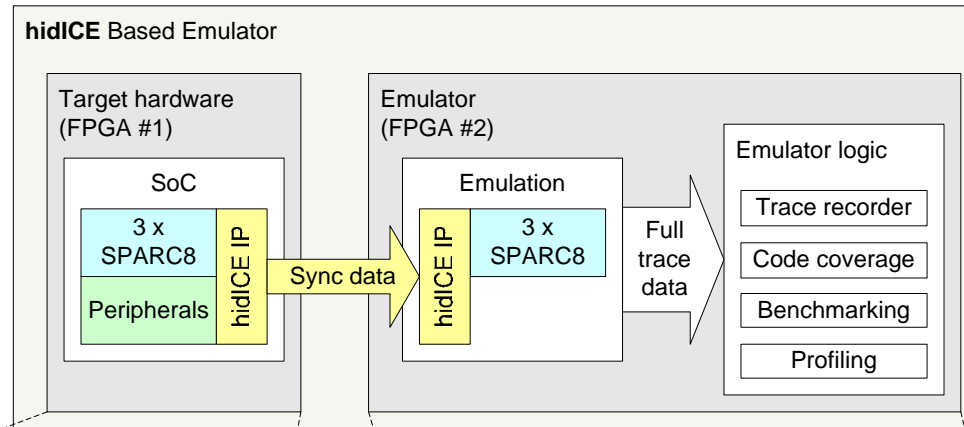 hidICE Based Emulator
Target hardware
(FPGA #1)
SoC
3 x
SPARC8
Peripherals
hidICE IP
Sync data
Emulator
(FPGA #2)
Emulation
hidICE IP
3 x
SPARC8
Full
trace
data
Emulator logic
Trace recorder
Code coverage
Benchmarking
Profiling